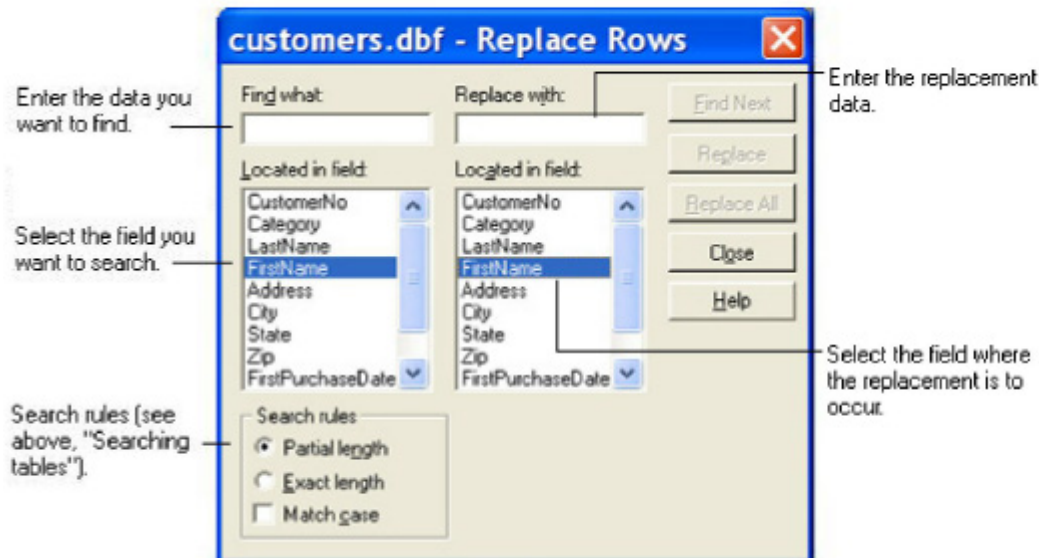 customers.dbf - Replace Rows
Enter the data you
want to find.
Find what:
Replace with:
Enter the replacement
data.
Find Next
Replace
Replace All
Close
Help
Select the field you
want to search.
Located in field:
CustomerNo
Category
LastName
FirstName
Address
City
State
Zip
FirstPurchaseDate
Located in field:
CustomerNo
Category
LastName
FirstName
Address
City
State
Zip
FirstPurchaseDate
Select the field where
the replacement is to
occur.
Search rules (see
above, "Searching
tables").
Search rules
Partial length
Exact length
Match case